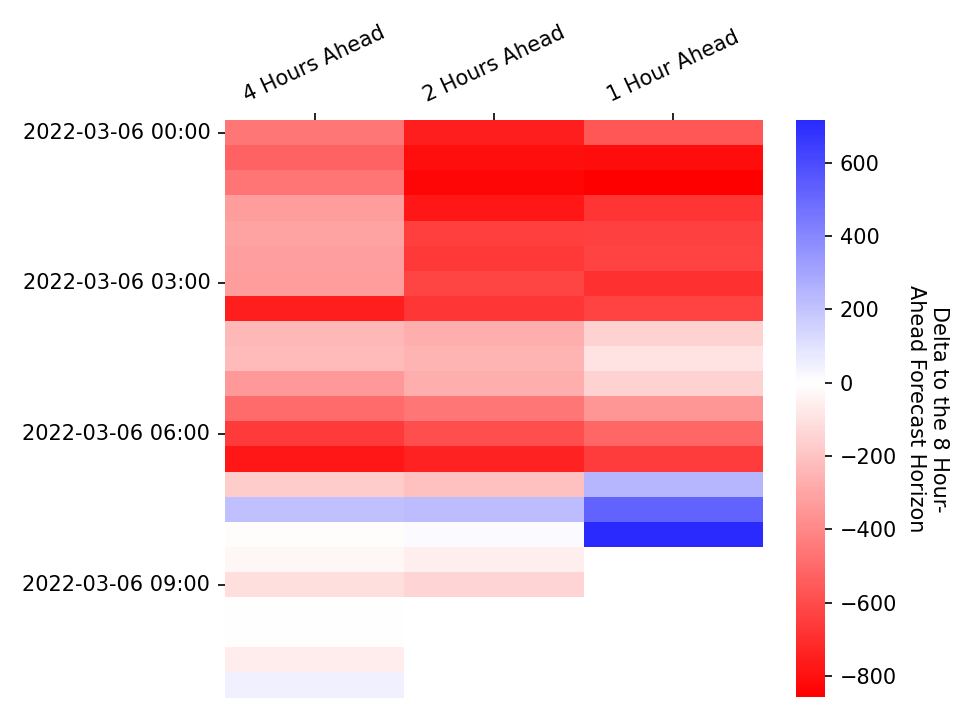 4 Hours Ahead
2 Hours Ahead
1 Hour Ahead
2022-03-06 00:00
2022-03-06 03:00
2022-03-06 06:00
2022-03-06 09:00
600
400
200
0
−200
−400
−600
−800
Delta to the 8 Hour-
Ahead Forecast Horizon